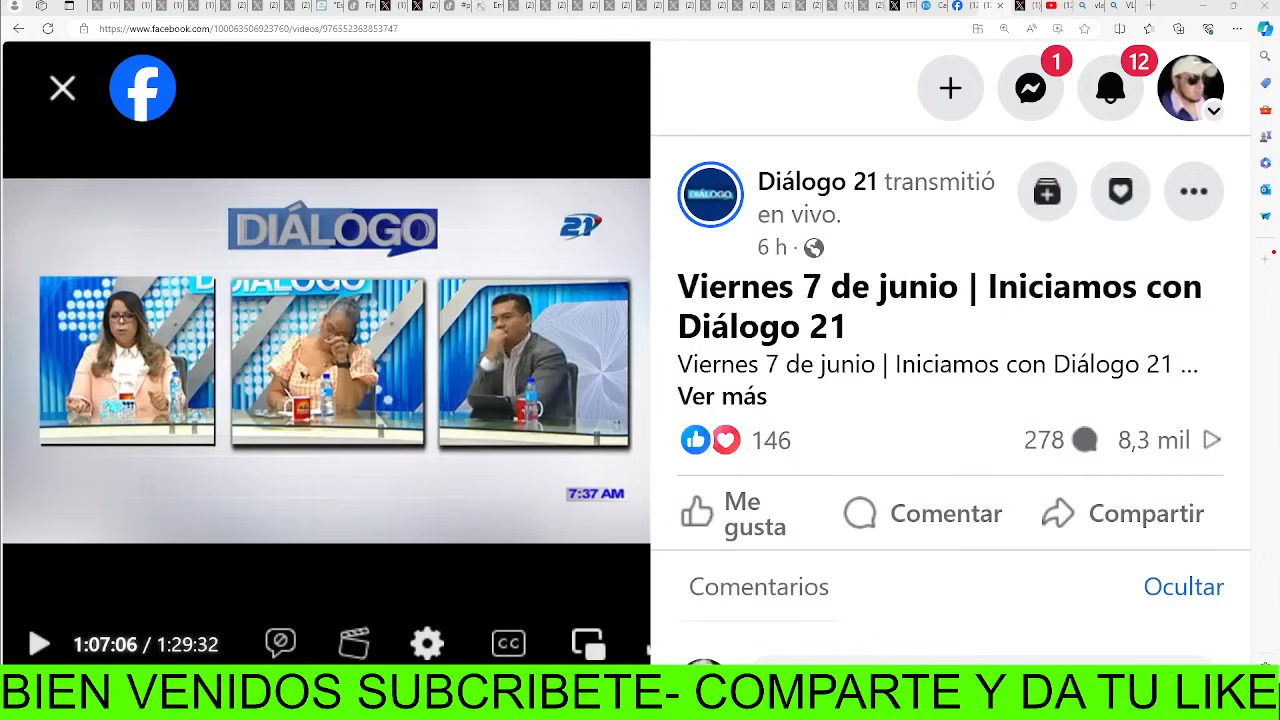 https://www.facebook.com/100063506923760/videos/976552363853747
1
12
DIÁLOGO
21
DIÁLOGO
Diálogo 21 transmitió
en vivo.
6 h ·
Viernes 7 de junio | Iniciamos con
Diálogo 21
Viernes 7 de junio | Iniciamos con Diálogo 21 ...
Ver más
146
278
8,3 mil
Me
gusta
Comentar
Compartir
Comentarios
Ocultar
DIÁLOGO
7:37 AM
1:07:06 / 1:29:32
CC
BIEN VENIDOS SUBCRIBETE- COMPARTE Y DA TU LIKE